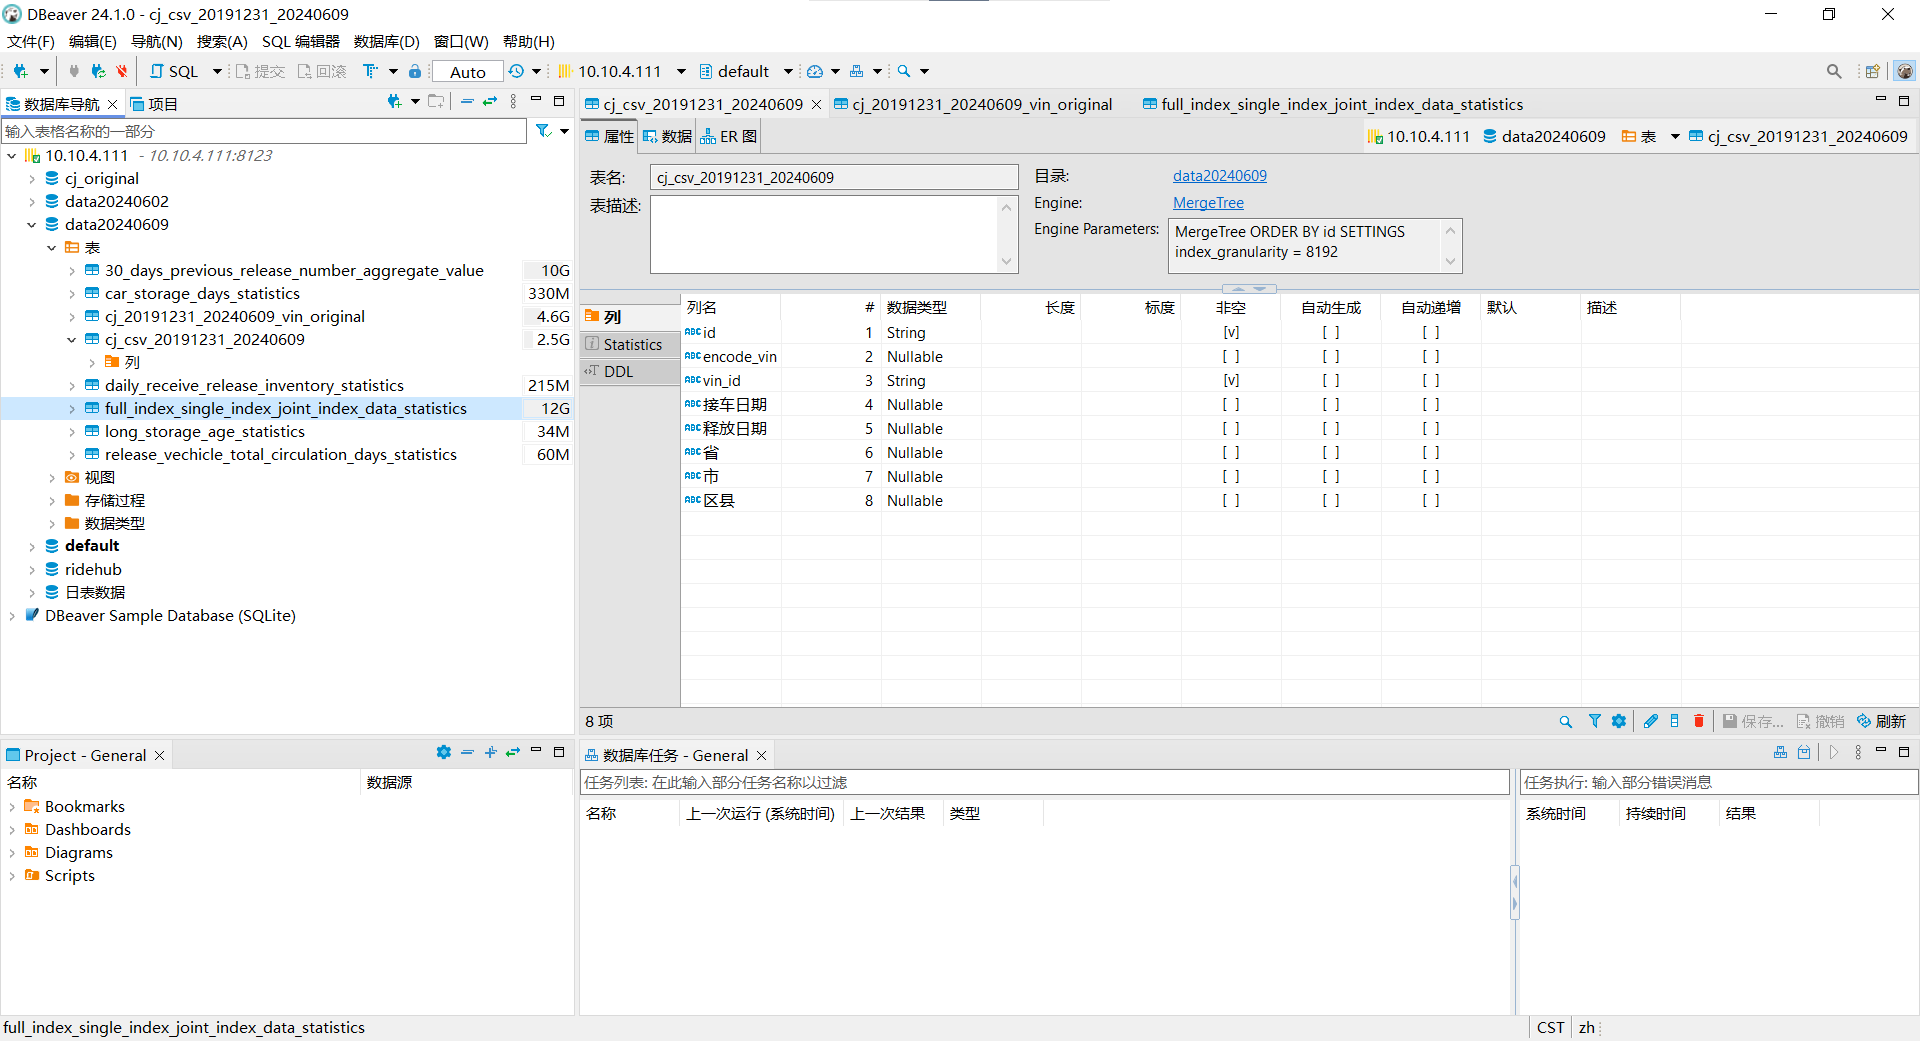 DBeaver 24.1.0 - cj_csv_20191231_20240609
文件(F) 编辑(E) 导航(N) 搜索(A) SQL 编辑器 数据库(D) 窗口(W) 帮助(H)
SQL 提交 回滚 Auto 10.10.4.111 default
数据库导航 项目
输入表格名称的一部分
10.10.4.111 - 10.10.4.111:8123
cj_original
data20240602
data20240609
表
30_days_previous_release_number_aggregate_value 10G
car_storage_days_statistics 330M
cj_20191231_20240609_vin_original 4.6G
cj_csv_20191231_20240609 2.5G
列
daily_receive_release_inventory_statistics 215M
full_index_single_index_joint_index_data_statistics 12G
long_storage_age_statistics 34M
release_vechicle_total_circulation_days_statistics 60M
视图
存储过程
数据类型
default
ridehub
日表数据
DBeaver Sample Database (SQLite)
cj_csv_20191231_20240609 cj_20191231_20240609_vin_original full_index_single_index_joint_index_data_statistics
属性 数据 ER 图 10.10.4.111 data20240609 表 cj_csv_20191231_20240609
表名: cj_csv_20191231_20240609
表描述:
目录: data20240609
Engine: MergeTree
Engine Parameters: MergeTree ORDER BY id SETTINGS
index_granularity = 8192
列
Statistics
DDL
列名 # 数据类型 长度 标度 非空 自动生成 自动递增 默认 描述
ABC id 1 String [v] [ ] [ ]
ABC encode_vin 2 Nullable [ ] [ ] [ ]
ABC vin_id 3 String [v] [ ] [ ]
ABC 接车日期 4 Nullable [ ] [ ] [ ]
ABC 释放日期 5 Nullable [ ] [ ] [ ]
ABC 省 6 Nullable [ ] [ ] [ ]
ABC 市 7 Nullable [ ] [ ] [ ]
ABC 区县 8 Nullable [ ] [ ] [ ]
8 项 保存... 撤销 刷新
Project - General
名称 数据源
Bookmarks
Dashboards
Diagrams
Scripts
数据库任务 - General
任务列表: 在此输入部分任务名称以过滤
名称 上一次运行 (系统时间) 上一次结果 类型
任务执行: 输入部分错误消息
系统时间 持续时间 结果
full_index_single_index_joint_index_data_statistics CST zh